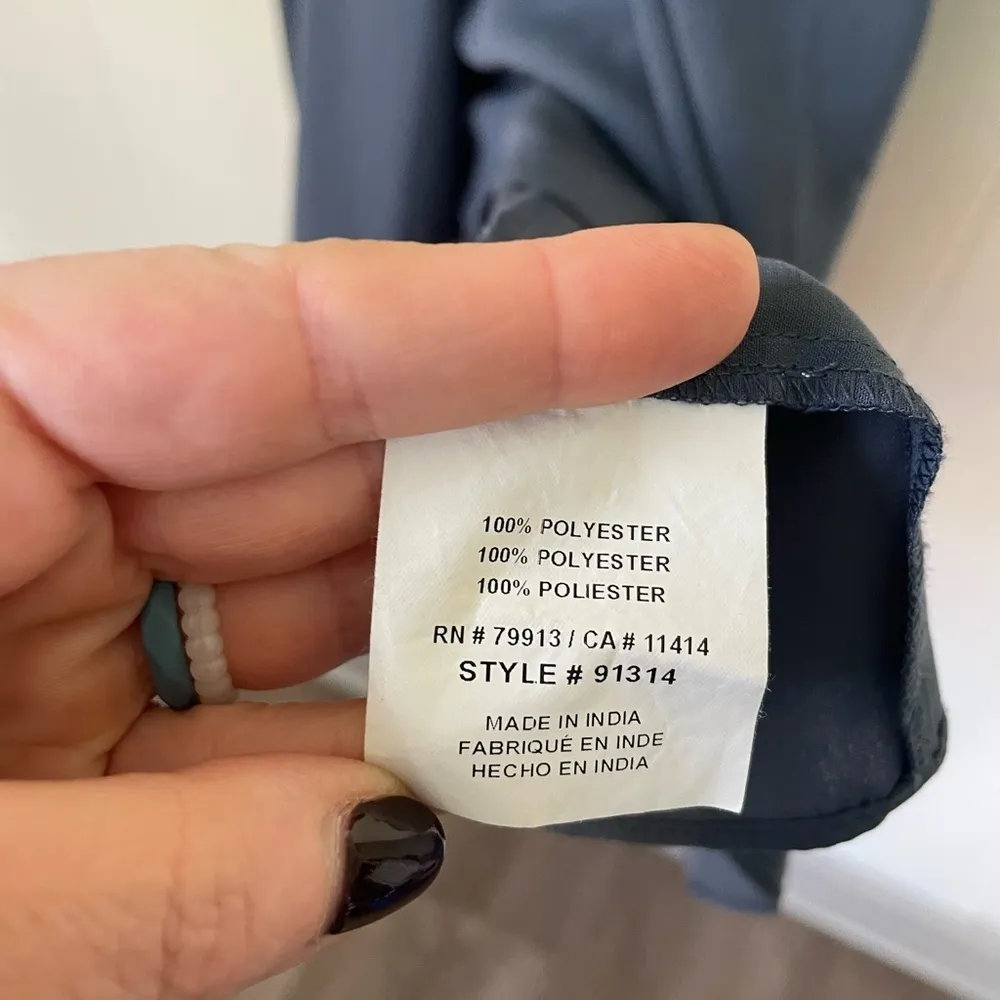 100% POLYESTER
100% POLYESTER
100% POLIESTER
RN # 79913 / CA # 11414
STYLE # 91314
MADE IN INDIA
FABRIQUÉ EN INDE
HECHO EN INDIA